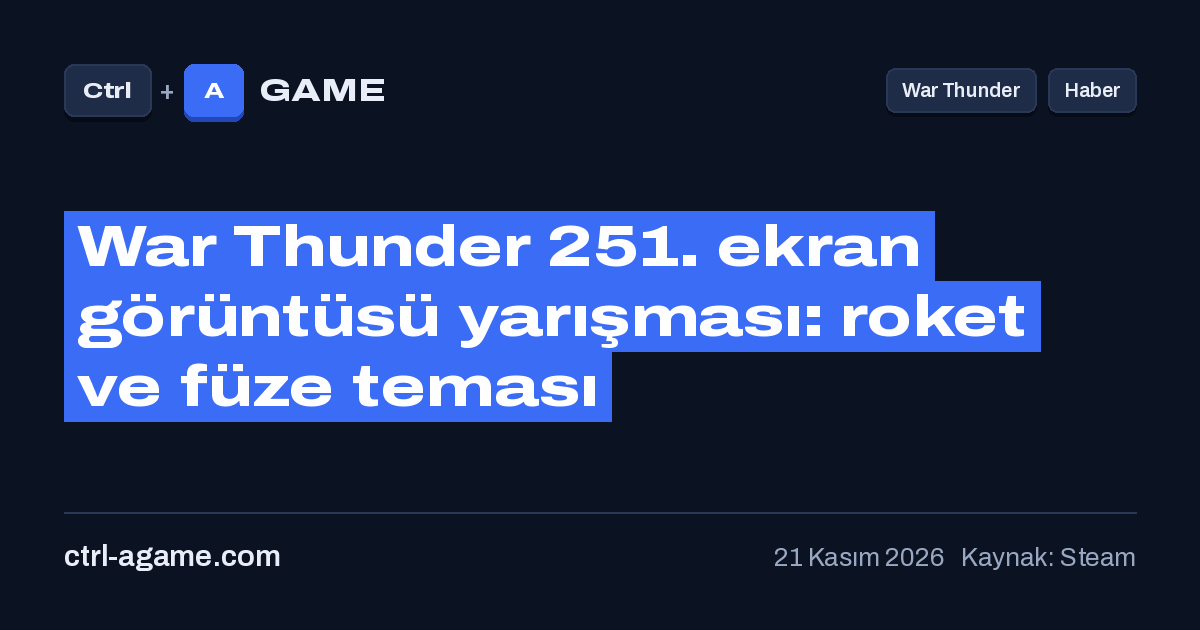 Ctrl + A GAME
War Thunder Haber
War Thunder 251. ekran
görüntüsü yarışması: roket
ve füze teması
ctrl-agame.com
21 Kasım 2026 Kaynak: Steam